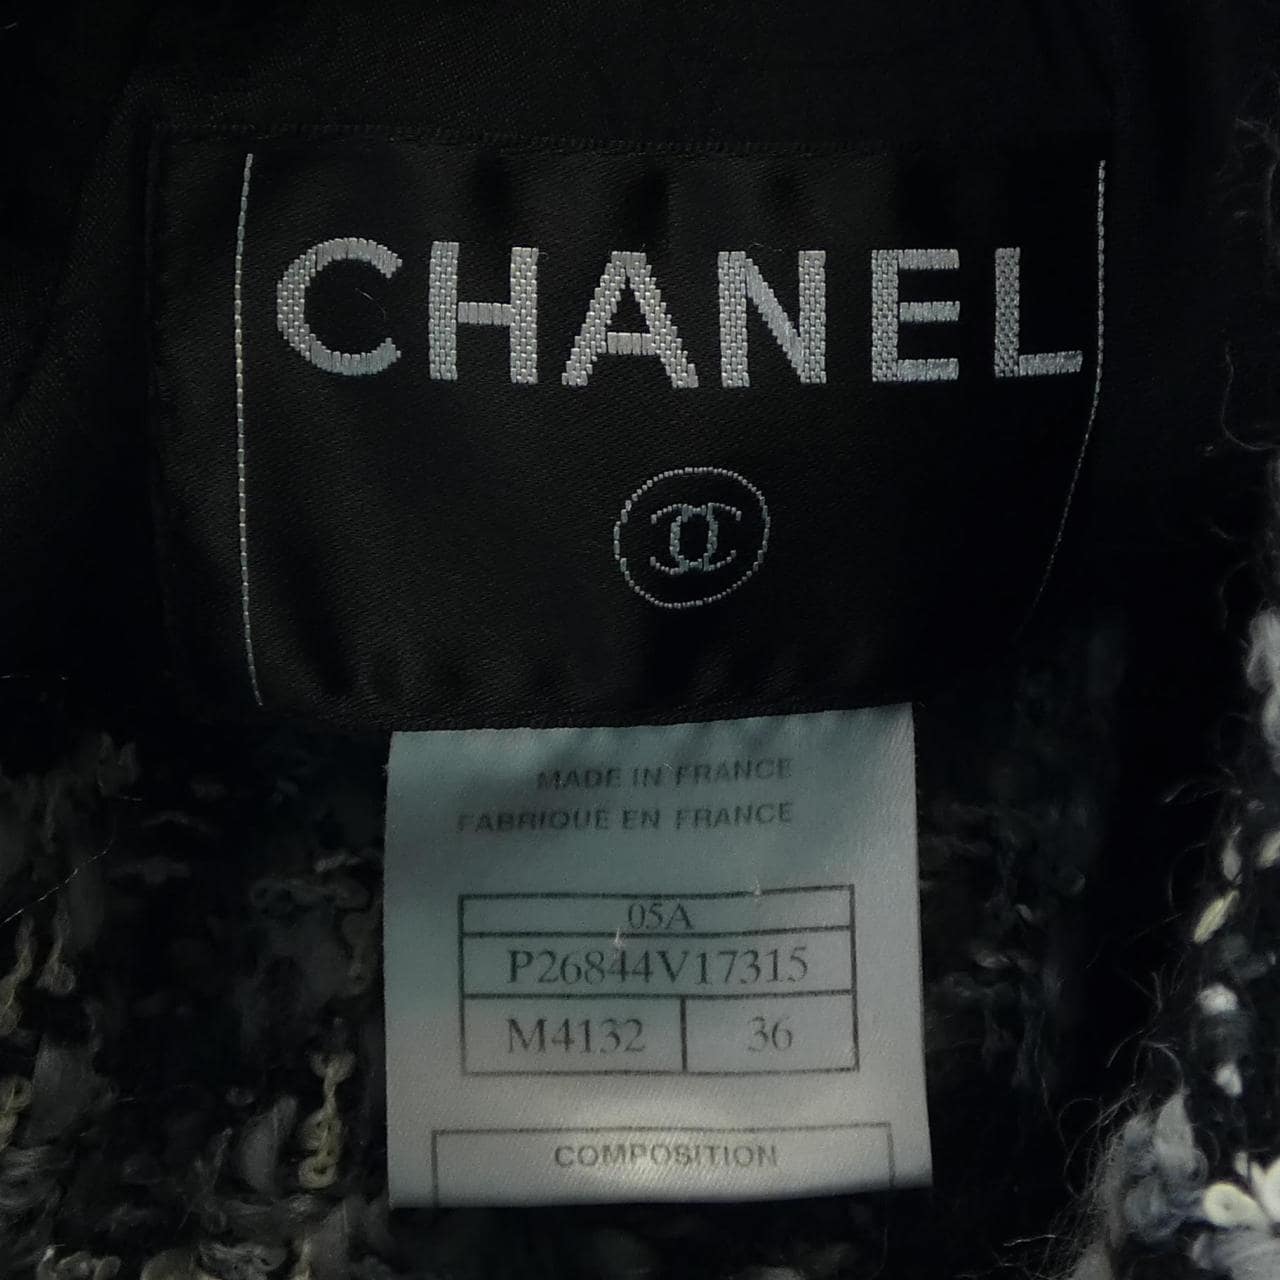 CHANEL
MADE IN FRANCE
FABRIQUE EN FRANCE
05A
P26844V17315
M4132 36
COMPOSITION